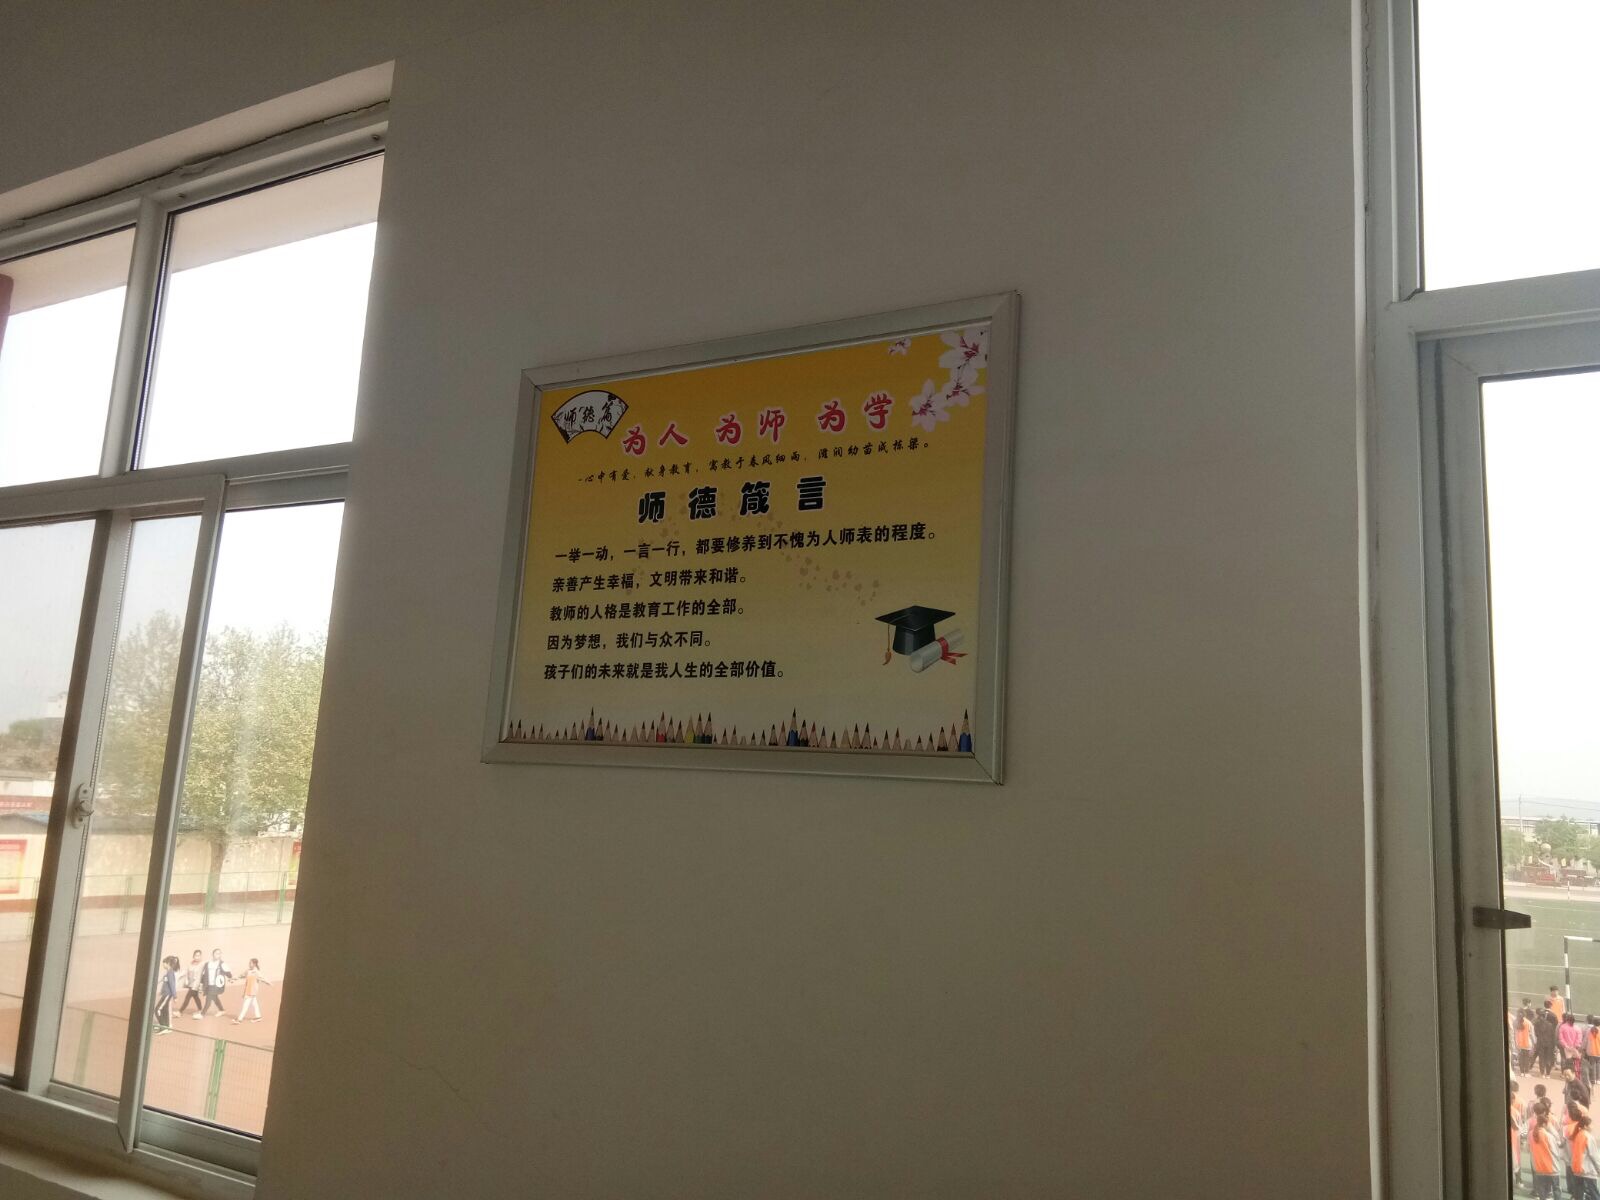 师德篇
为人 为师 为学
-心中有爱，献身教育，寓教于春风细雨，滋润幼苗成栋梁。
师德箴言
一举一动，一言一行，都要修养到不愧为人师表的程度。
亲善产生幸福，文明带来和谐。
教师的人格是教育工作的全部。
因为梦想，我们与众不同。
孩子们的未来就是我人生的全部价值。